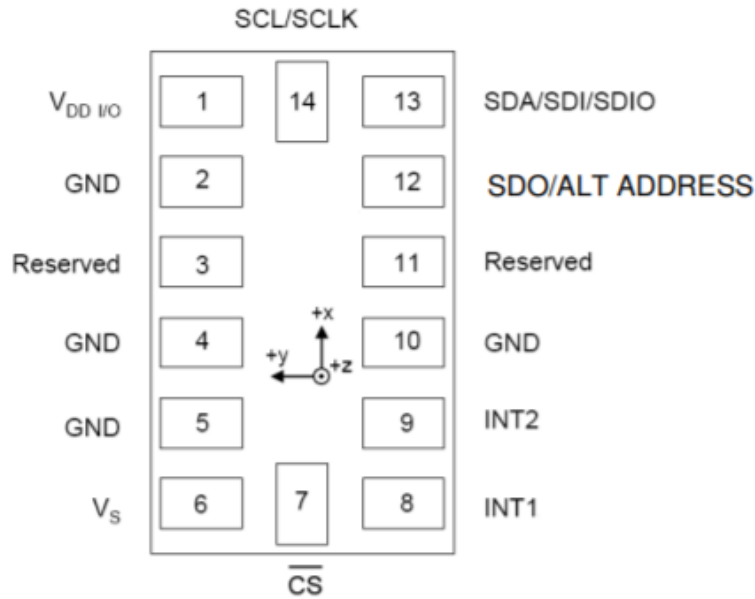 SCL/SCLK
V_DD I/O 1 14 13 SDA/SDI/SDIO
GND 2 12 SDO/ALT ADDRESS
Reserved 3 11 Reserved
+x
GND 4 +y +z 10 GND
GND 5 9 INT2
V_S 6 7 8 INT1
C̅S̅